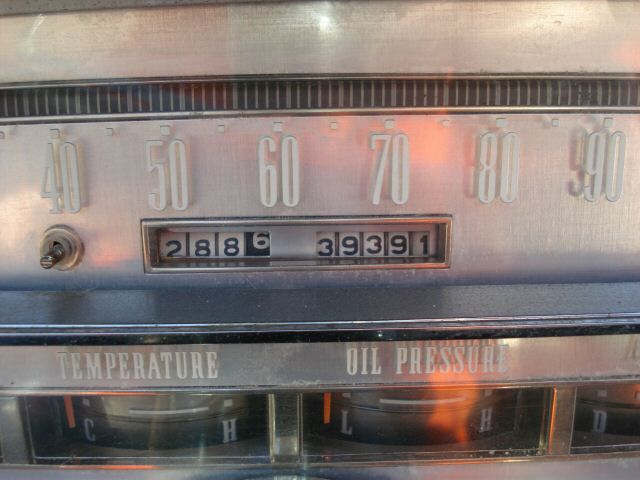 40 50 60 70 80 90
2886 39391
TEMPERATURE OIL PRESSURE
C H L H D